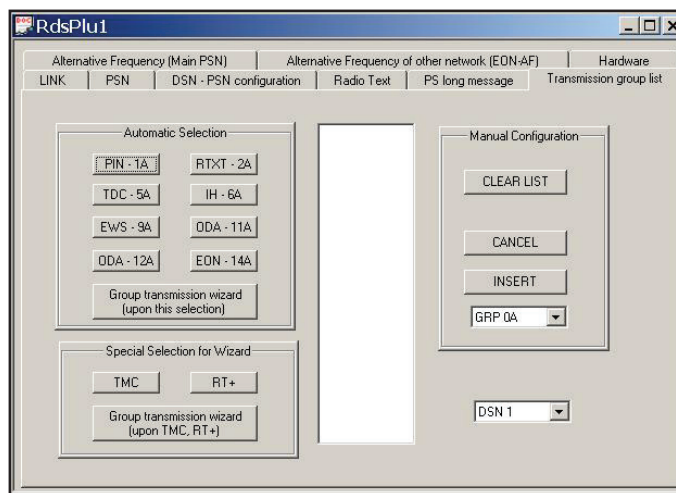 DOC
RdsPlu1
Alternative Frequency (Main PSN)
Alternative Frequency of other network (EON-AF)
Hardware
LINK
PSN
DSN - PSN configuration
Radio Text
PS long message
Transmission group list
Automatic Selection
PIN - 1A
RTXT - 2A
TDC - 5A
IH - 6A
EWS - 9A
ODA - 11A
ODA - 12A
EON - 14A
Group transmission wizard
(upon this selection)
Special Selection for Wizard
TMC
RT+
Group transmission wizard
(upon TMC, RT+)
Manual Configuration
CLEAR LIST
CANCEL
INSERT
GRP 0A
DSN 1